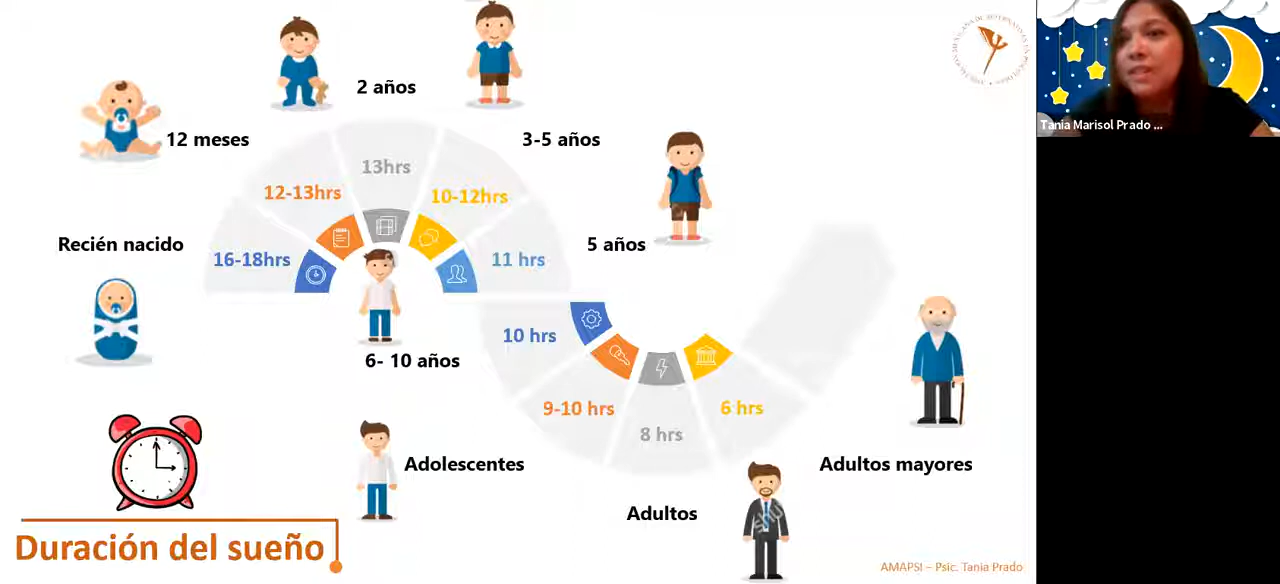 2 años
12 meses
3-5 años
13hrs
12-13hrs
10-12hrs
Recién nacido
5 años
16-18hrs
11 hrs
10 hrs
6- 10 años
9-10 hrs
6 hrs
8 hrs
Adolescentes
Adultos mayores
Adultos
Duración del sueño
AMAPSI – Psic. Tania Prado
Tania Marisol Prado ...